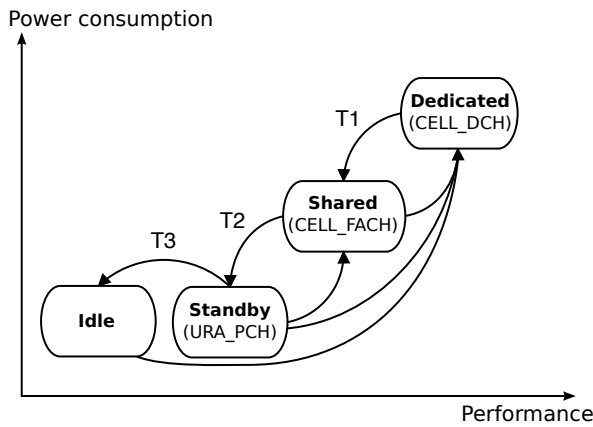 Power consumption
Dedicated
(CELL_DCH)
T1
Shared
(CELL_FACH)
T2
T3
Idle
Standby
(URA_PCH)
Performance